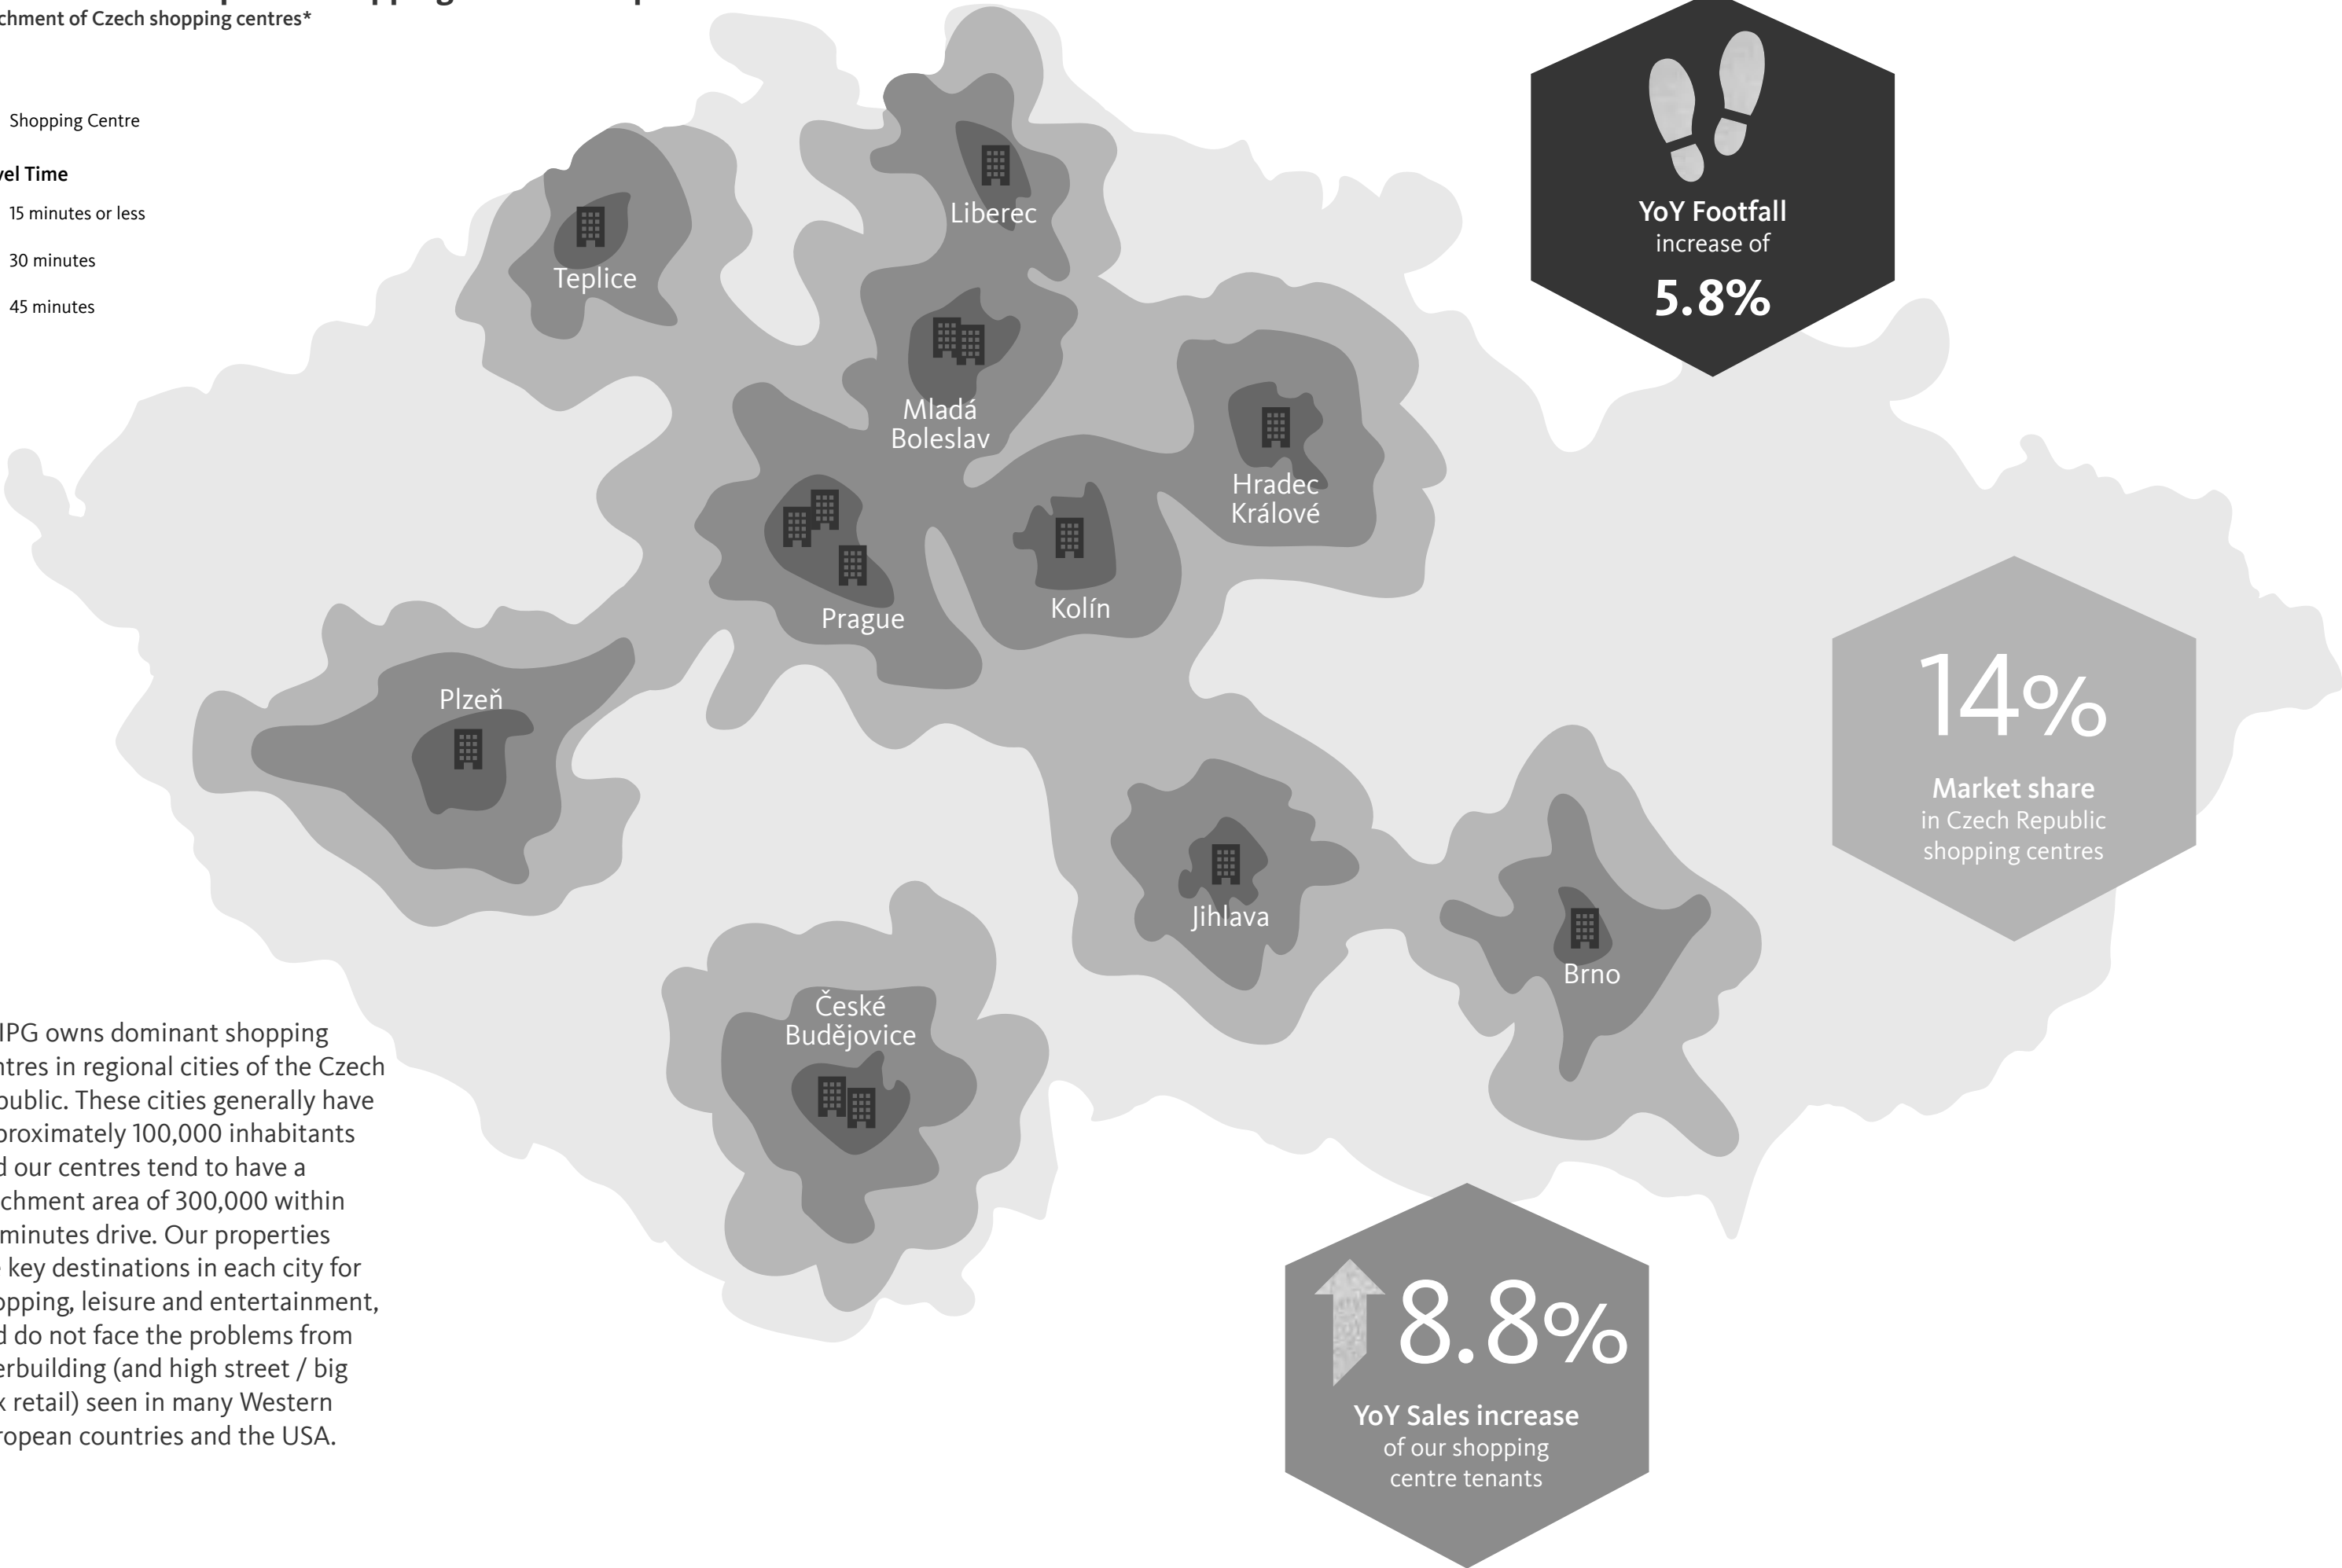 chment of Czech shopping centres*
Shopping Centre
vel Time
15 minutes or less
30 minutes
45 minutes
Liberec
Teplice
Mladá
Boleslav
Hradec
Králové
Prague
Kolín
Plzeň
Jihlava
Brno
České
Budějovice
YoY Footfall
increase of
5.8%
14%
Market share
in Czech Republic
shopping centres
IPG owns dominant shopping
ntres in regional cities of the Czech
public. These cities generally have
proximately 100,000 inhabitants
d our centres tend to have a
chment area of 300,000 within
minutes drive. Our properties
e key destinations in each city for
opping, leisure and entertainment,
d do not face the problems from
erbuilding (and high street / big
x retail) seen in many Western
ropean countries and the USA.
8.8%
YoY Sales increase
of our shopping
centre tenants